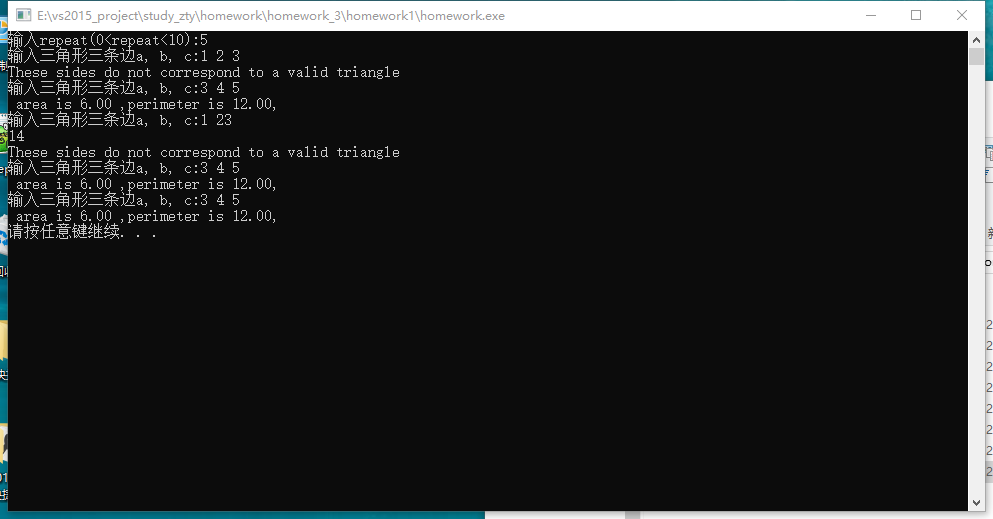 E:\vs2015_project\study_zty\homework\homework_3\homework1\homework.exe
输入repeat(0<repeat<10):5
输入三角形三条边a, b, c:1 2 3
These sides do not correspond to a valid triangle
输入三角形三条边a, b, c:3 4 5
area is 6.00 ,perimeter is 12.00,
输入三角形三条边a, b, c:1 23
14
These sides do not correspond to a valid triangle
输入三角形三条边a, b, c:3 4 5
area is 6.00 ,perimeter is 12.00,
输入三角形三条边a, b, c:3 4 5
area is 6.00 ,perimeter is 12.00,
请按任意键继续. . .